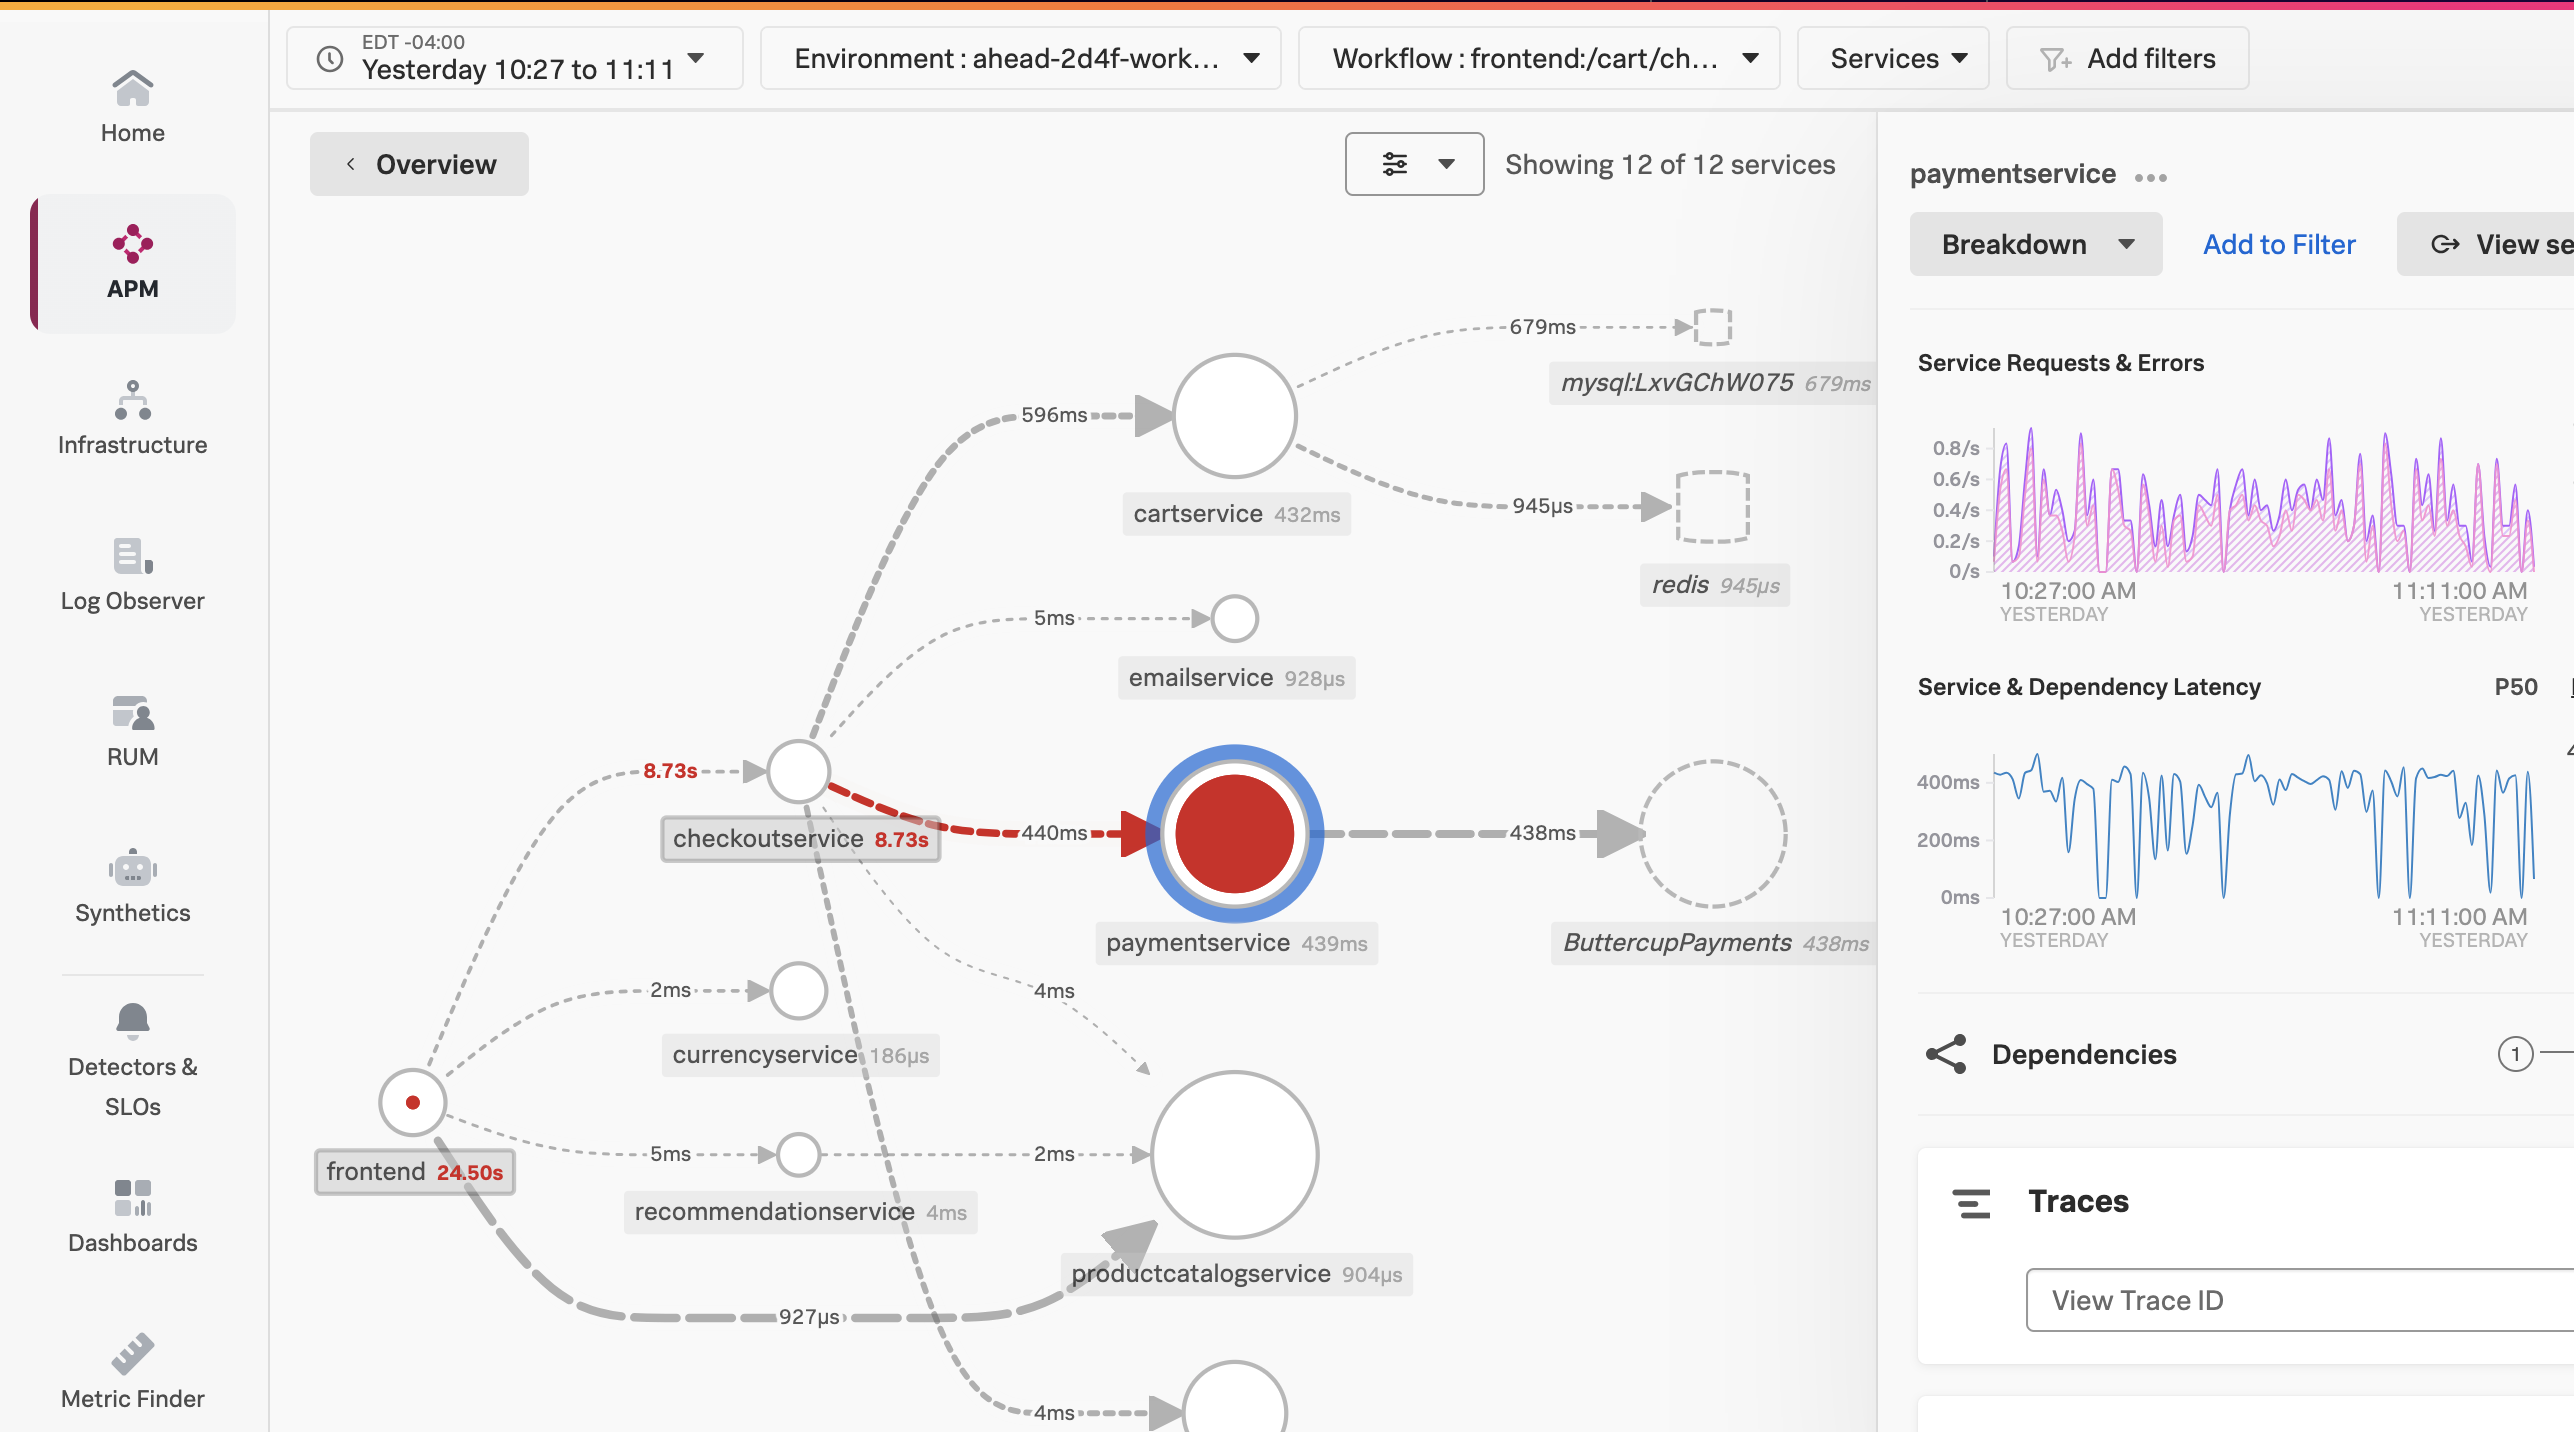 EDT -04:00
Yesterday 10:27 to 11:11
Environment : ahead-2d4f-work...
Workflow : frontend:/cart/ch...
Services
Add filters
Home
APM
Infrastructure
Log Observer
RUM
Synthetics
Detectors &
SLOs
Dashboards
Metric Finder
Overview
Showing 12 of 12 services
679ms
mysql:LxvGChW075 679ms
596ms
cartservice 432ms
945µs
redis 945µs
5ms
emailservice 928µs
8.73s
checkoutservice 8.73s
440ms
paymentservice 439ms
438ms
ButtercupPayments 438ms
2ms
currencyservice 186µs
4ms
frontend 24.50s
5ms
recommendationservice 4ms
2ms
productcatalogservice 904µs
927µs
4ms
paymentservice
Breakdown
Add to Filter
View se
Service Requests & Errors
0.8/s
0.6/s
0.4/s
0.2/s
0/s
10:27:00 AM
YESTERDAY
11:11:00 AM
YESTERDAY
Service & Dependency Latency
P50
400ms
200ms
0ms
10:27:00 AM
YESTERDAY
11:11:00 AM
YESTERDAY
Dependencies
1
Traces
View Trace ID